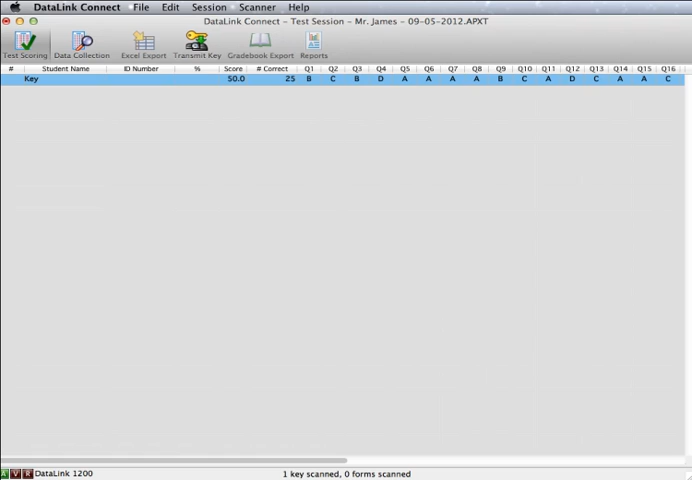 DataLink Connect File Edit Session Scanner Help
DataLink Connect - Test Session - Mr. James - 09-05-2012.APXT
Test Scoring Data Collection Excel Export Transmit Key Gradebook Export Reports
# Student Name ID Number % Score # Correct Q1 Q2 Q3 Q4 Q5 Q6 Q7 Q8 Q9 Q10 Q11 Q12 Q13 Q14 Q15 Q16
Key 50.0 25 B C B D A A A A B C A D C A A C
A V R DataLink 1200 1 key scanned, 0 forms scanned